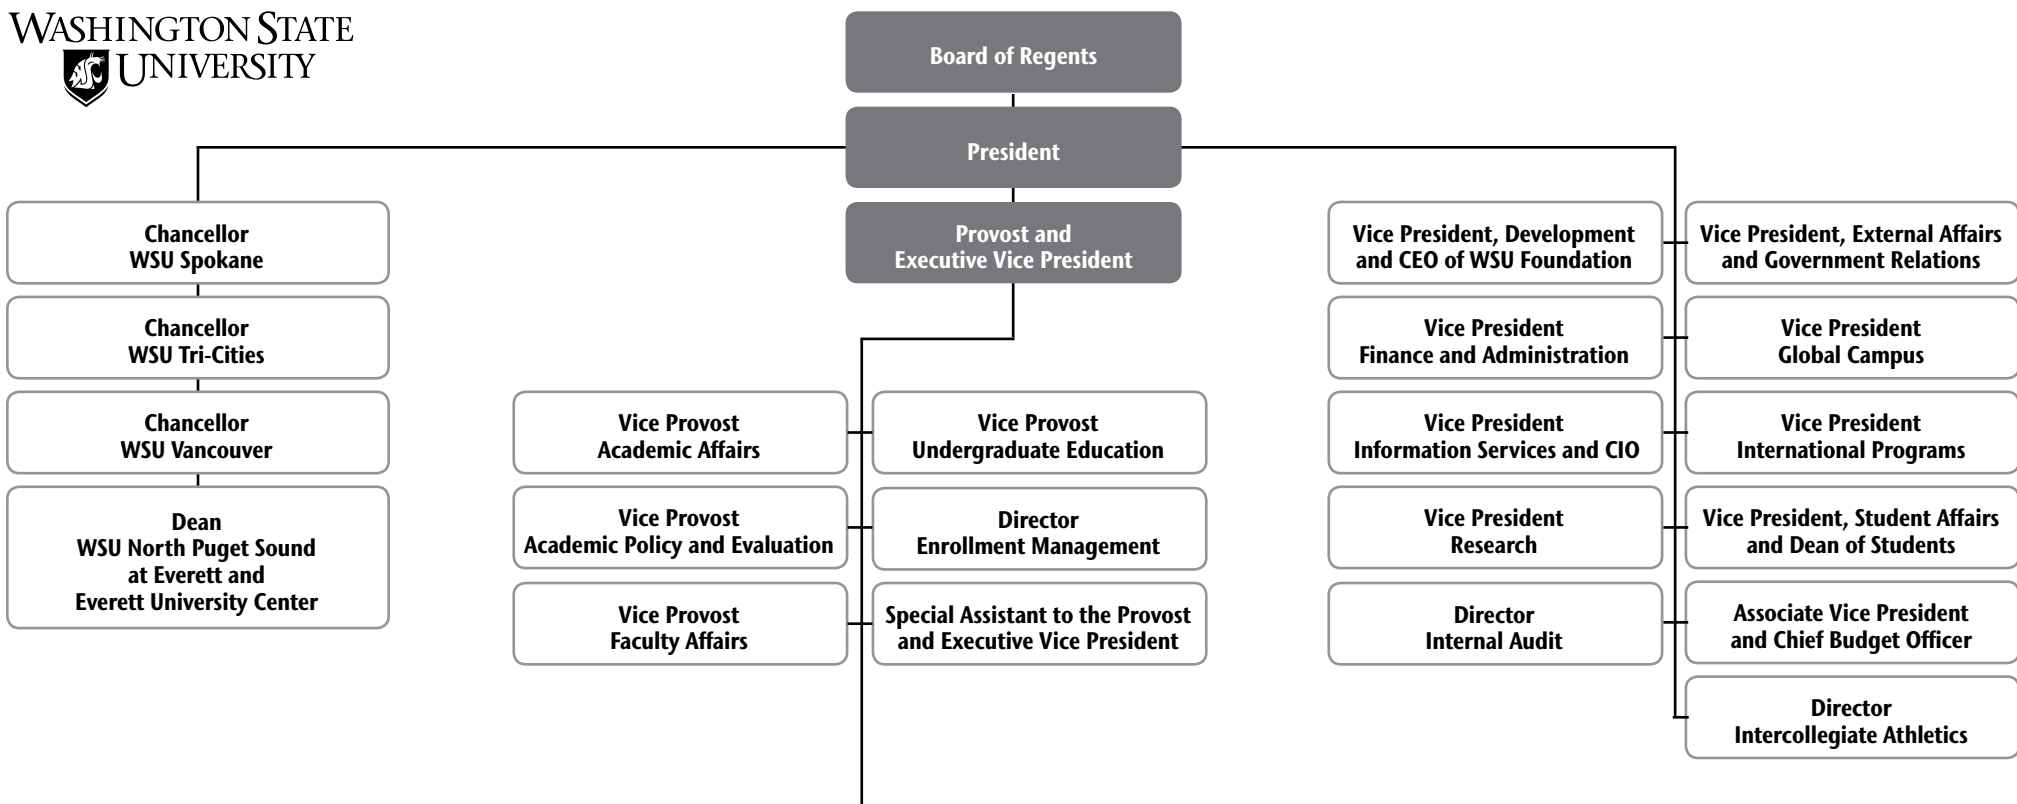 WASHINGTON STATE
UNIVERSITY
Board of Regents
President
Provost and
Executive Vice President
Chancellor
WSU Spokane
Chancellor
WSU Tri-Cities
Chancellor
WSU Vancouver
Dean
WSU North Puget Sound
at Everett and
Everett University Center
Vice Provost
Academic Affairs
Vice Provost
Undergraduate Education
Vice Provost
Academic Policy and Evaluation
Director
Enrollment Management
Vice Provost
Faculty Affairs
Special Assistant to the Provost
and Executive Vice President
Vice President, Development
and CEO of WSU Foundation
Vice President, External Affairs
and Government Relations
Vice President
Finance and Administration
Vice President
Global Campus
Vice President
Information Services and CIO
Vice President
International Programs
Vice President
Research
Vice President, Student Affairs
and Dean of Students
Director
Internal Audit
Associate Vice President
and Chief Budget Officer
Director
Intercollegiate Athletics